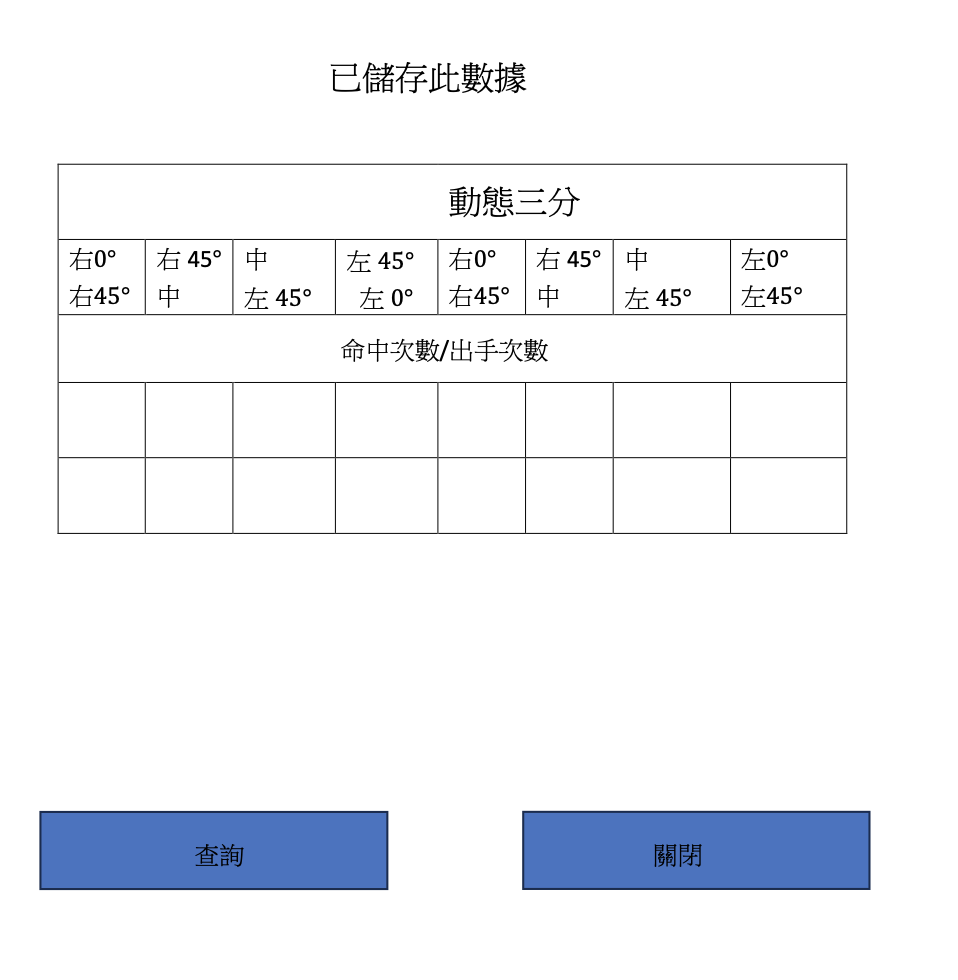 已儲存此數據
動態三分
右0° 右 45° 中 左 45° 右0° 右 45° 中 左0°
右45° 中 左 45° 左 0° 右45° 中 左 45° 左45°
命中次數/出手次數
查詢 關閉